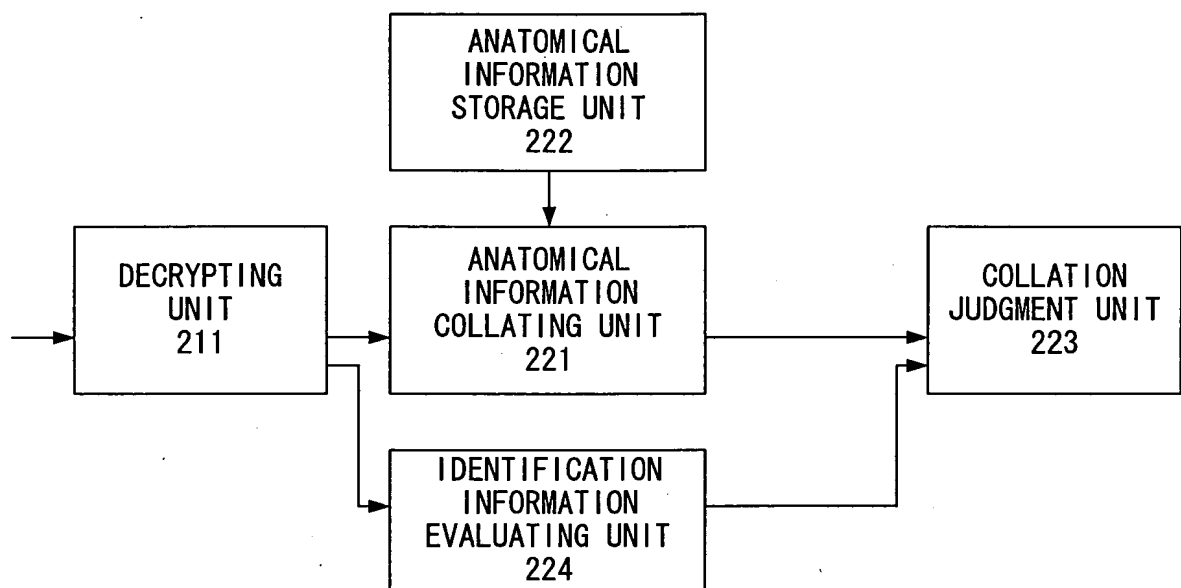 ANATOMICAL
INFORMATION
STORAGE UNIT
222
DECRYPTING
UNIT
211
ANATOMICAL
INFORMATION
COLLATING UNIT
221
COLLATION
JUDGMENT UNIT
223
IDENTIFICATION
INFORMATION
EVALUATING UNIT
224